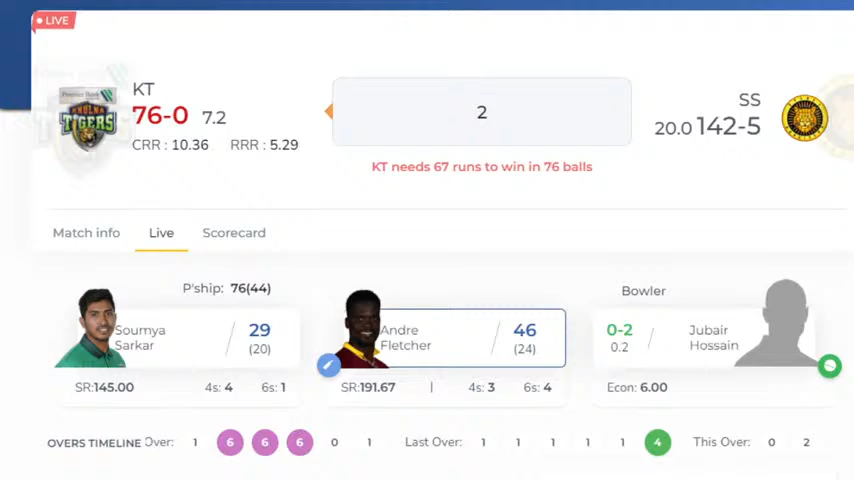 LIVE
KT
76-0 7.2
CRR : 10.36 RRR : 5.29
2
KT needs 67 runs to win in 76 balls
SS
20.0 142-5
Premier Bank
KHULNA
TIGERS
Match info Live Scorecard
P'ship: 76(44)
Soumya
Sarkar
29
(20)
SR:145.00 4s: 4 6s: 1
Andre
Fletcher
46
(24)
SR:191.67 | 4s: 3 6s: 4
Bowler
0-2
0.2
Jubair
Hossain
Econ: 6.00
OVERS TIMELINE Over: 1 6 6 6 0 1 Last Over: 1 1 1 1 1 4 This Over: 0 2